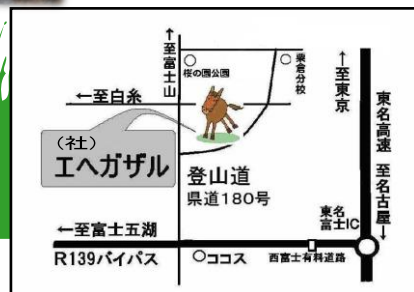 ↑至富士山
桜の園公園
粟倉分校
←至白糸
↑至東京
東名高速 至名古屋↓
(社)
エヘガザル
登山道
県道180号
東名
富士IC
←至富士五湖
R139バイパス
ココス
西富士有料道路